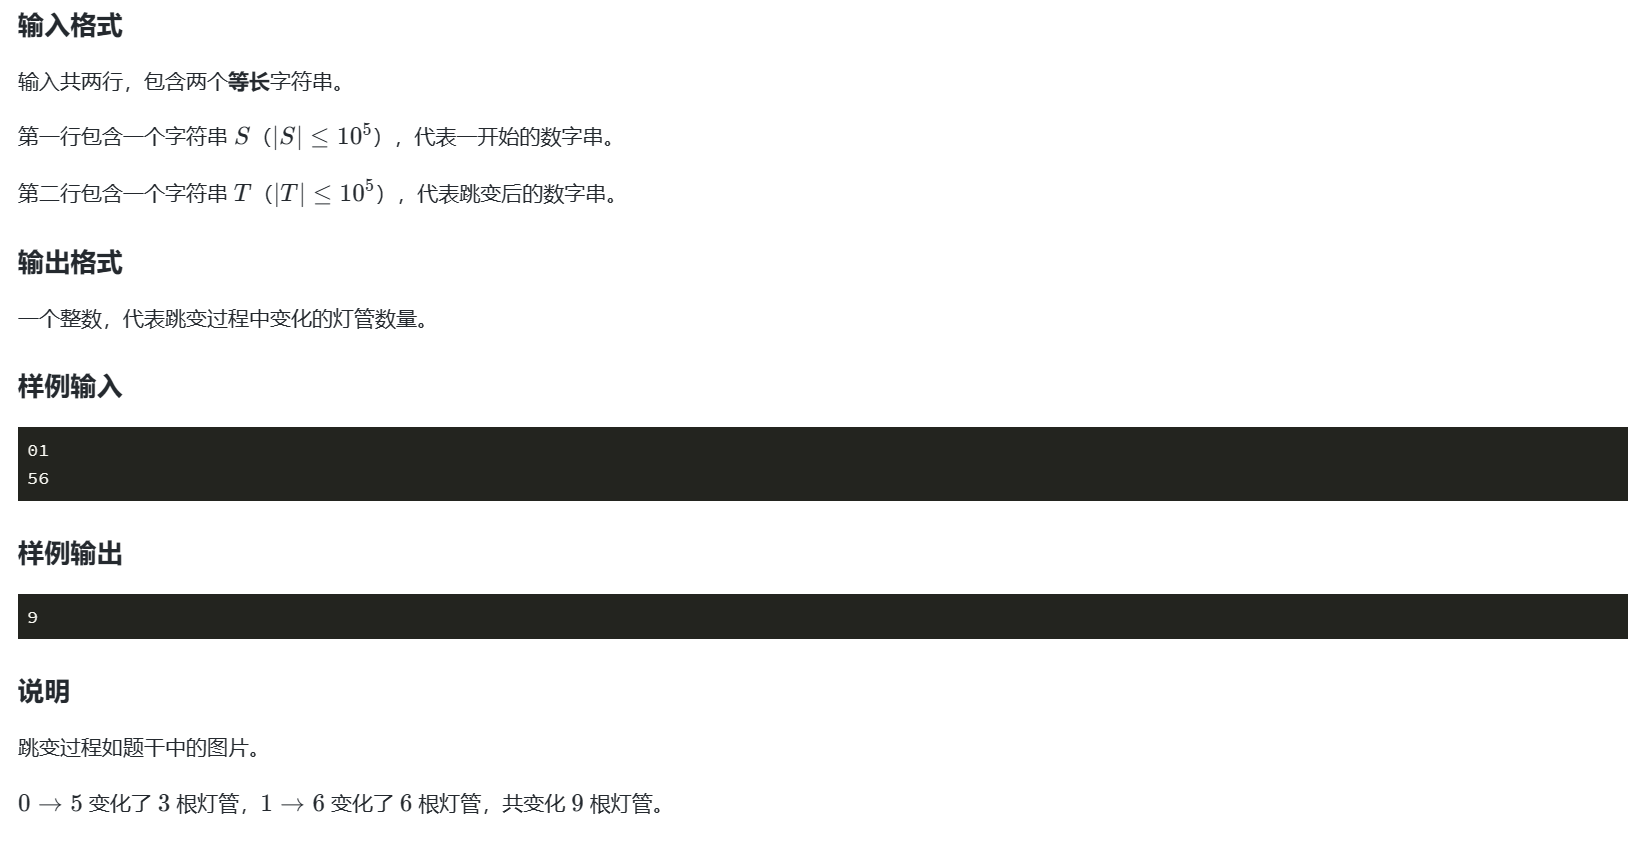 输入格式
输入共两行，包含两个等长字符串。
第一行包含一个字符串 S（|S| ≤ 10^5），代表一开始的数字串。
第二行包含一个字符串 T（|T| ≤ 10^5），代表跳变后的数字串。
输出格式
一个整数，代表跳变过程中变化的灯管数量。
样例输入
01
56
样例输出
9
说明
跳变过程如题干中的图片。
0 → 5 变化了 3 根灯管，1 → 6 变化了 6 根灯管，共变化 9 根灯管。